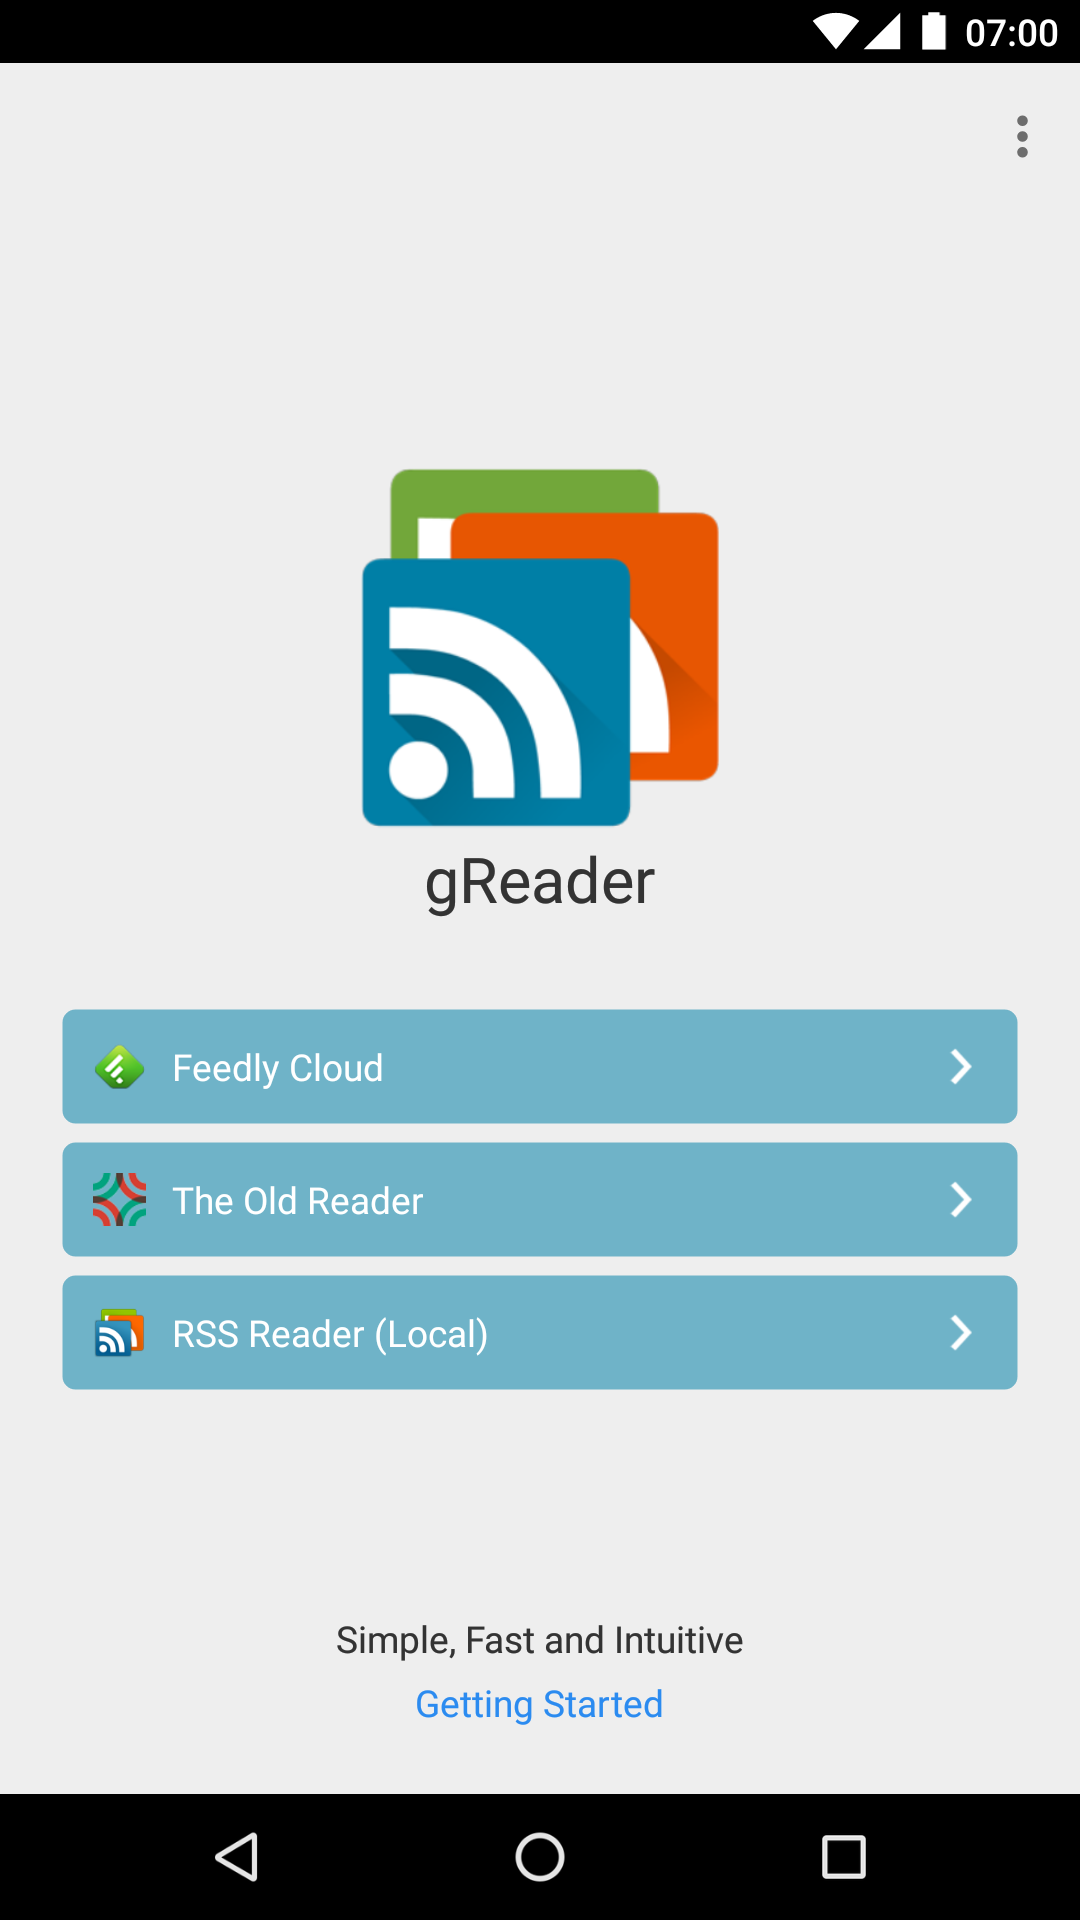 07:00
gReader
Feedly Cloud
The Old Reader
RSS Reader (Local)
Simple, Fast and Intuitive
Getting Started